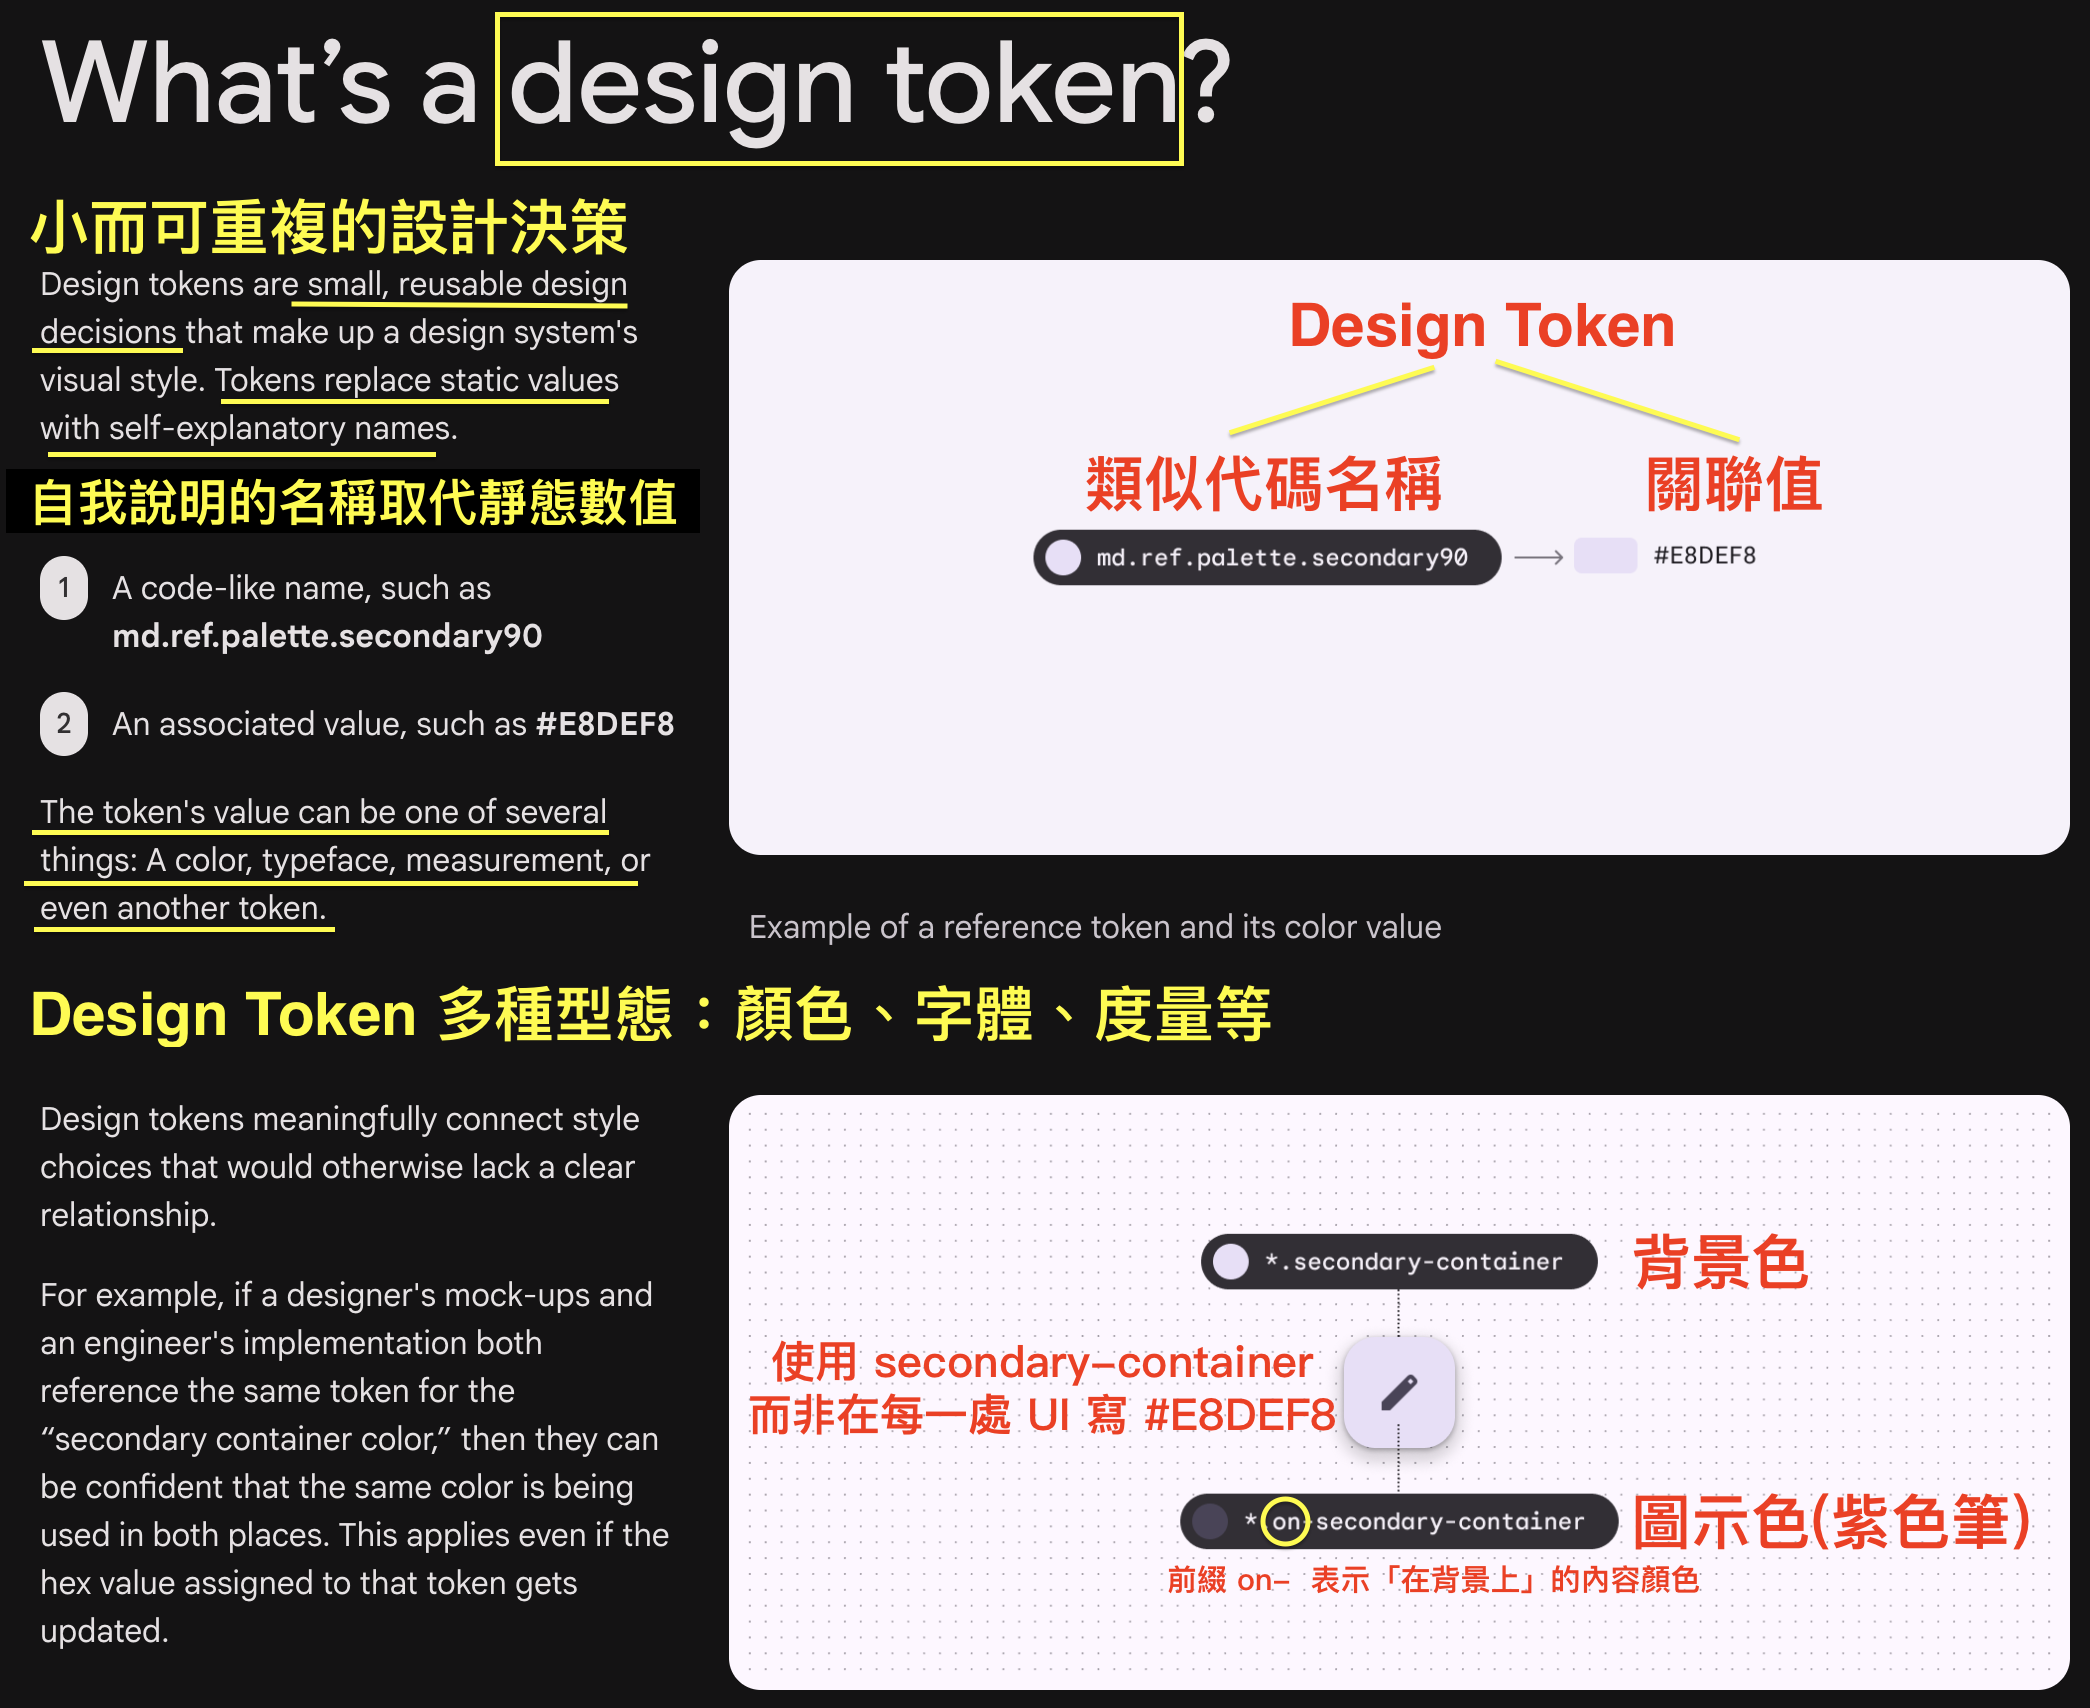 What’s a design token?
小而可重複的設計決策
Design tokens are small, reusable design
decisions that make up a design system's
visual style. Tokens replace static values
with self-explanatory names.
自我說明的名稱取代靜態數值
1 A code-like name, such as
md.ref.palette.secondary90
2 An associated value, such as #E8DEF8
The token's value can be one of several
things: A color, typeface, measurement, or
even another token.
Design Token
類似代碼名稱 關聯值
md.ref.palette.secondary90 → #E8DEF8
Example of a reference token and its color value
Design Token 多種型態：顏色、字體、度量等
Design tokens meaningfully connect style
choices that would otherwise lack a clear
relationship.
For example, if a designer's mock-ups and
an engineer's implementation both
reference the same token for the
“secondary container color,” then they can
be confident that the same color is being
used in both places. This applies even if the
hex value assigned to that token gets
updated.
*.secondary-container 背景色
使用 secondary-container
而非在每一處 UI 寫 #E8DEF8
* on-secondary-container 圖示色(紫色筆)
前綴 on- 表示「在背景上」的內容顏色